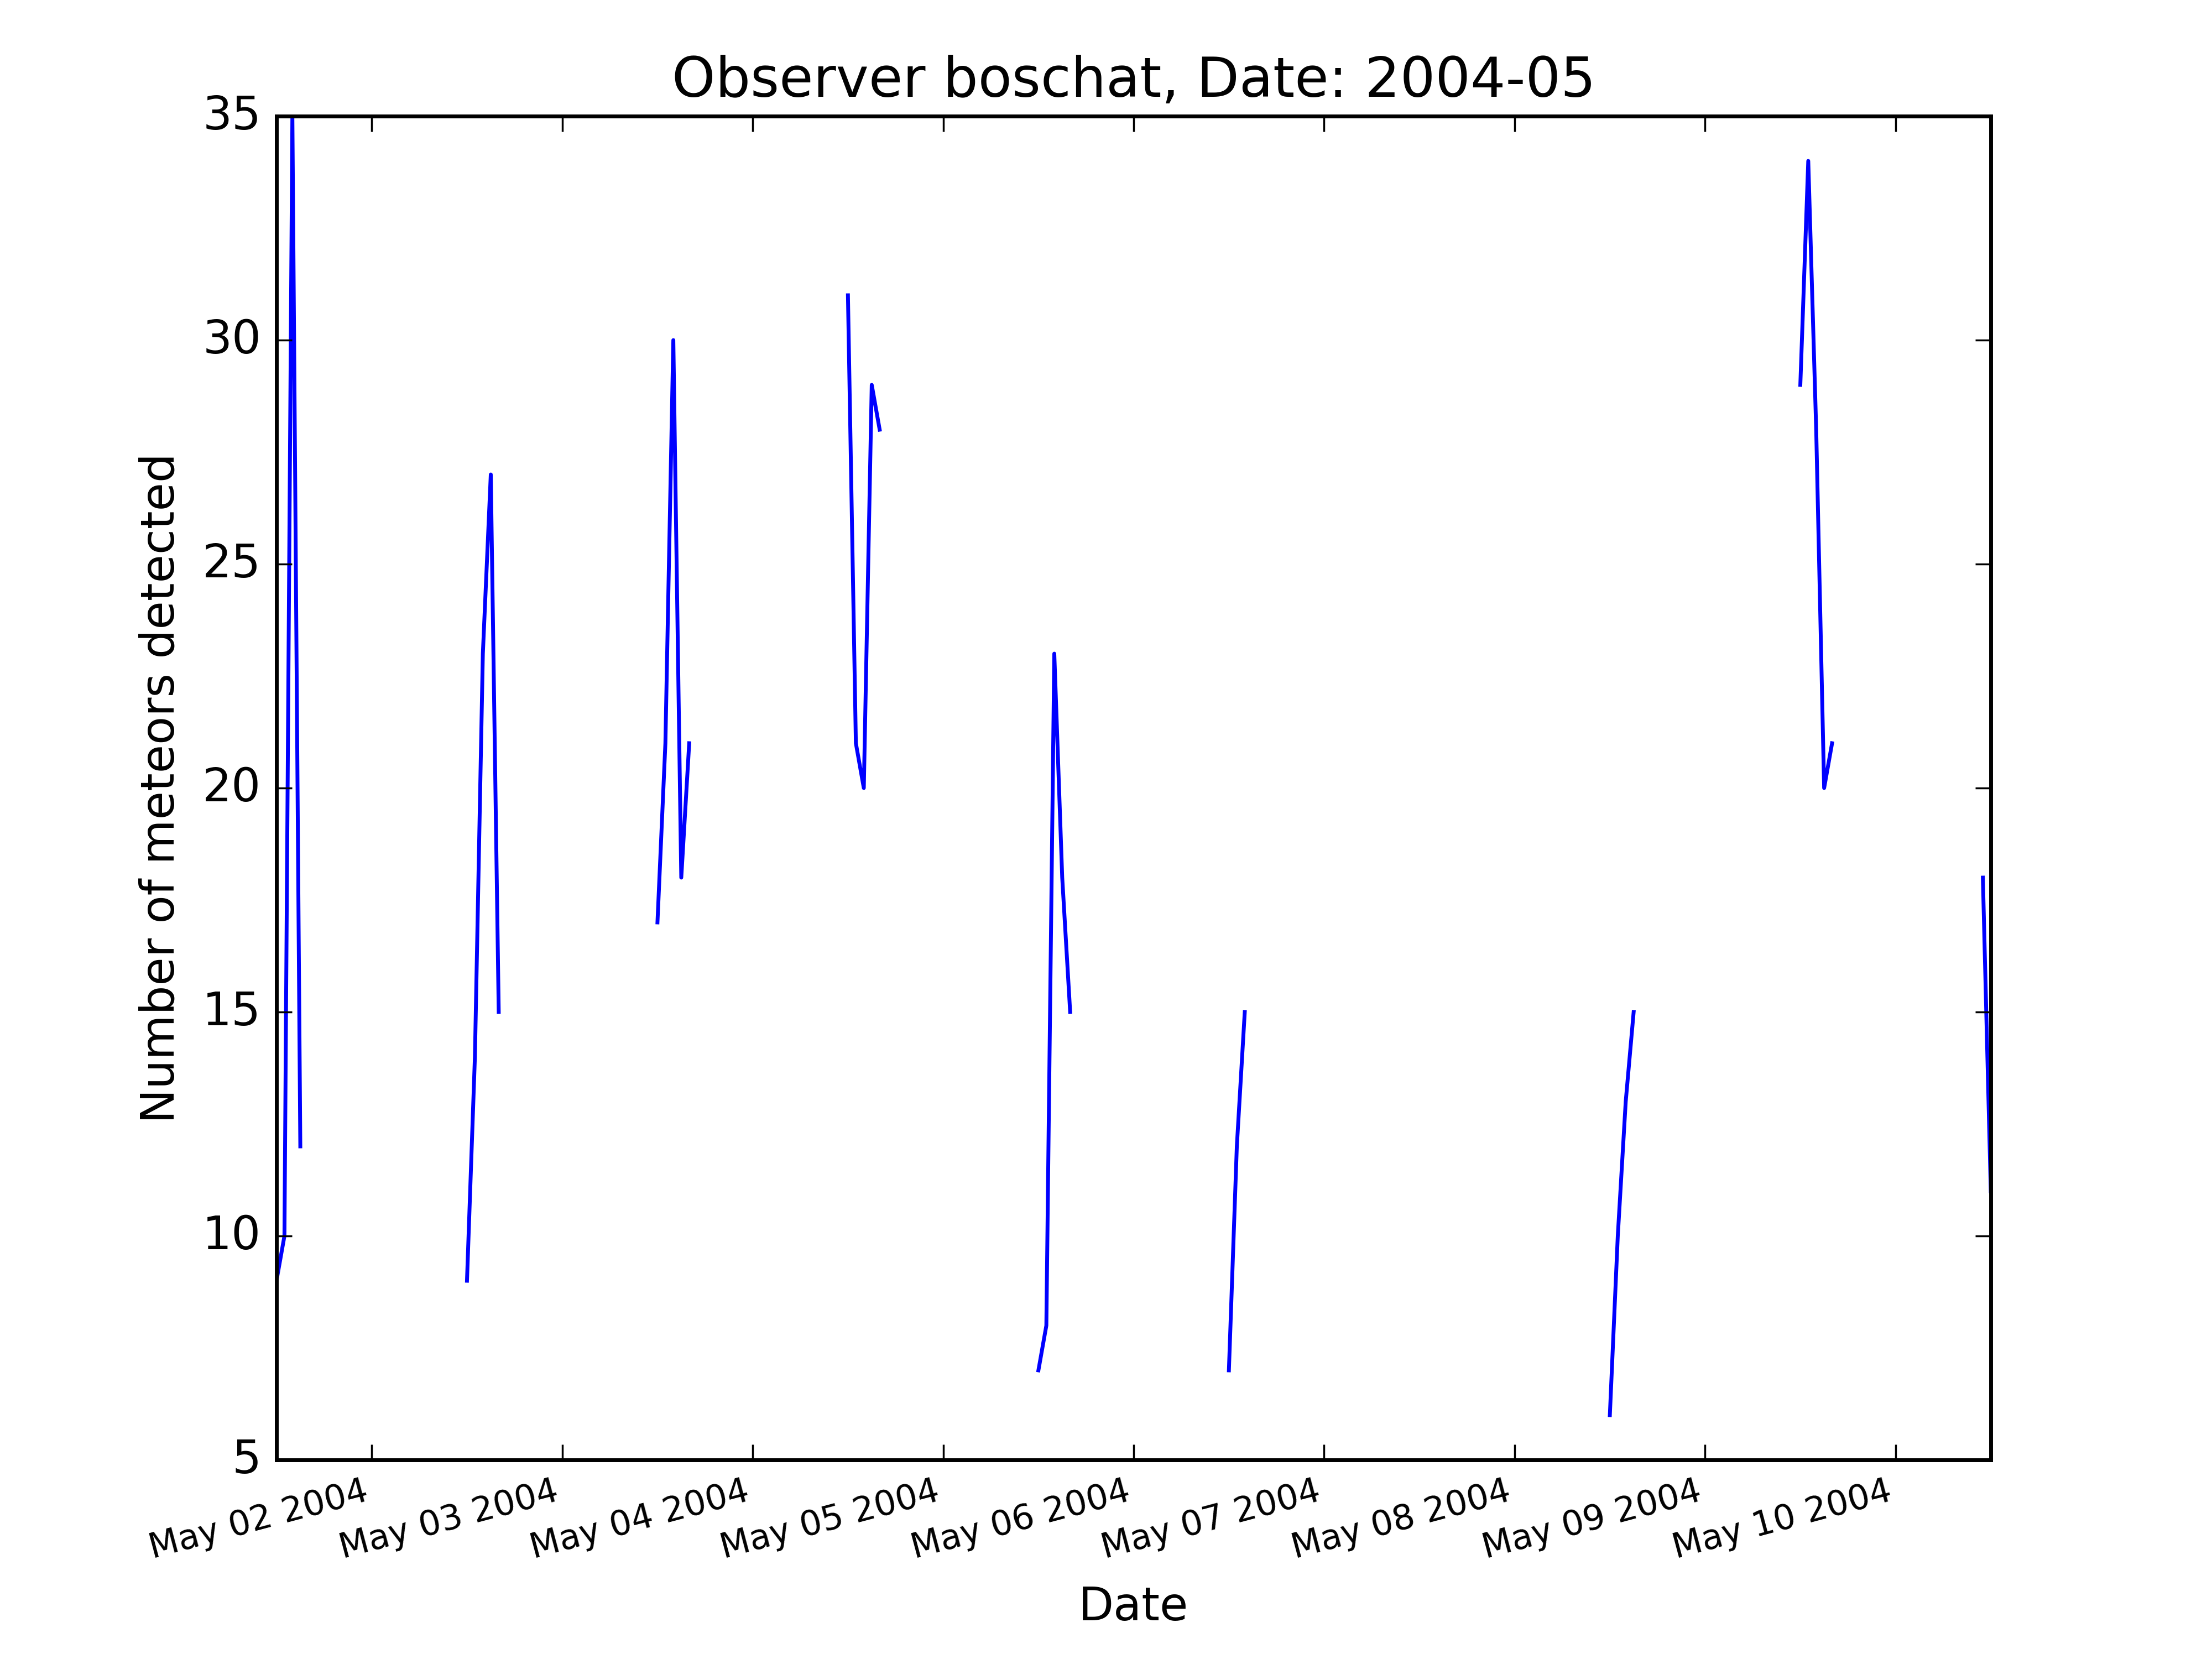 Observer boschat, Date: 2004-05
35
30
25
20
15
10
5
Number of meteors detected
May 02 2004
May 03 2004
May 04 2004
May 05 2004
May 06 2004
May 07 2004
May 08 2004
May 09 2004
May 10 2004
Date